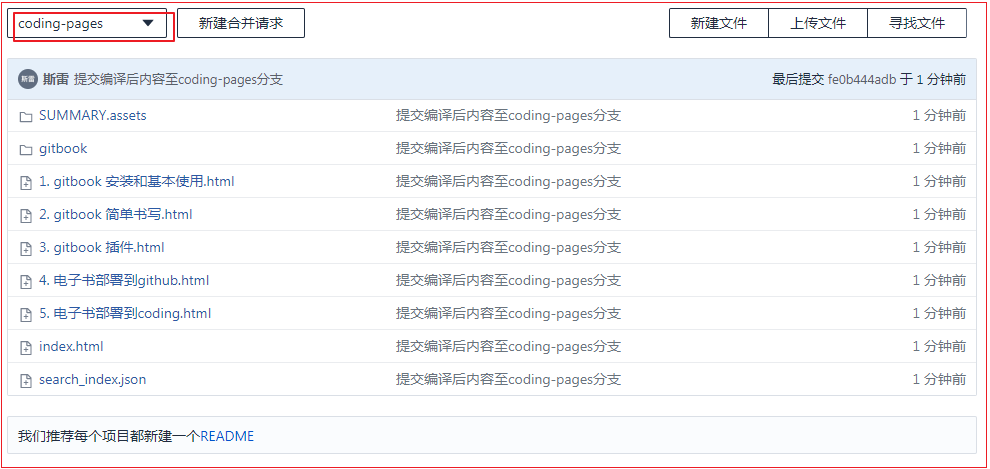 coding-pages 新建合并请求 新建文件 上传文件 寻找文件
斯雷 斯雷 提交编译后内容至coding-pages分支 最后提交 fe0b444adb 于 1 分钟前
SUMMARY.assets 提交编译后内容至coding-pages分支 1 分钟前
gitbook 提交编译后内容至coding-pages分支 1 分钟前
1. gitbook 安装和基本使用.html 提交编译后内容至coding-pages分支 1 分钟前
2. gitbook 简单书写.html 提交编译后内容至coding-pages分支 1 分钟前
3. gitbook 插件.html 提交编译后内容至coding-pages分支 1 分钟前
4. 电子书部署到github.html 提交编译后内容至coding-pages分支 1 分钟前
5. 电子书部署到coding.html 提交编译后内容至coding-pages分支 1 分钟前
index.html 提交编译后内容至coding-pages分支 1 分钟前
search_index.json 提交编译后内容至coding-pages分支 1 分钟前
我们推荐每个项目都新建一个README